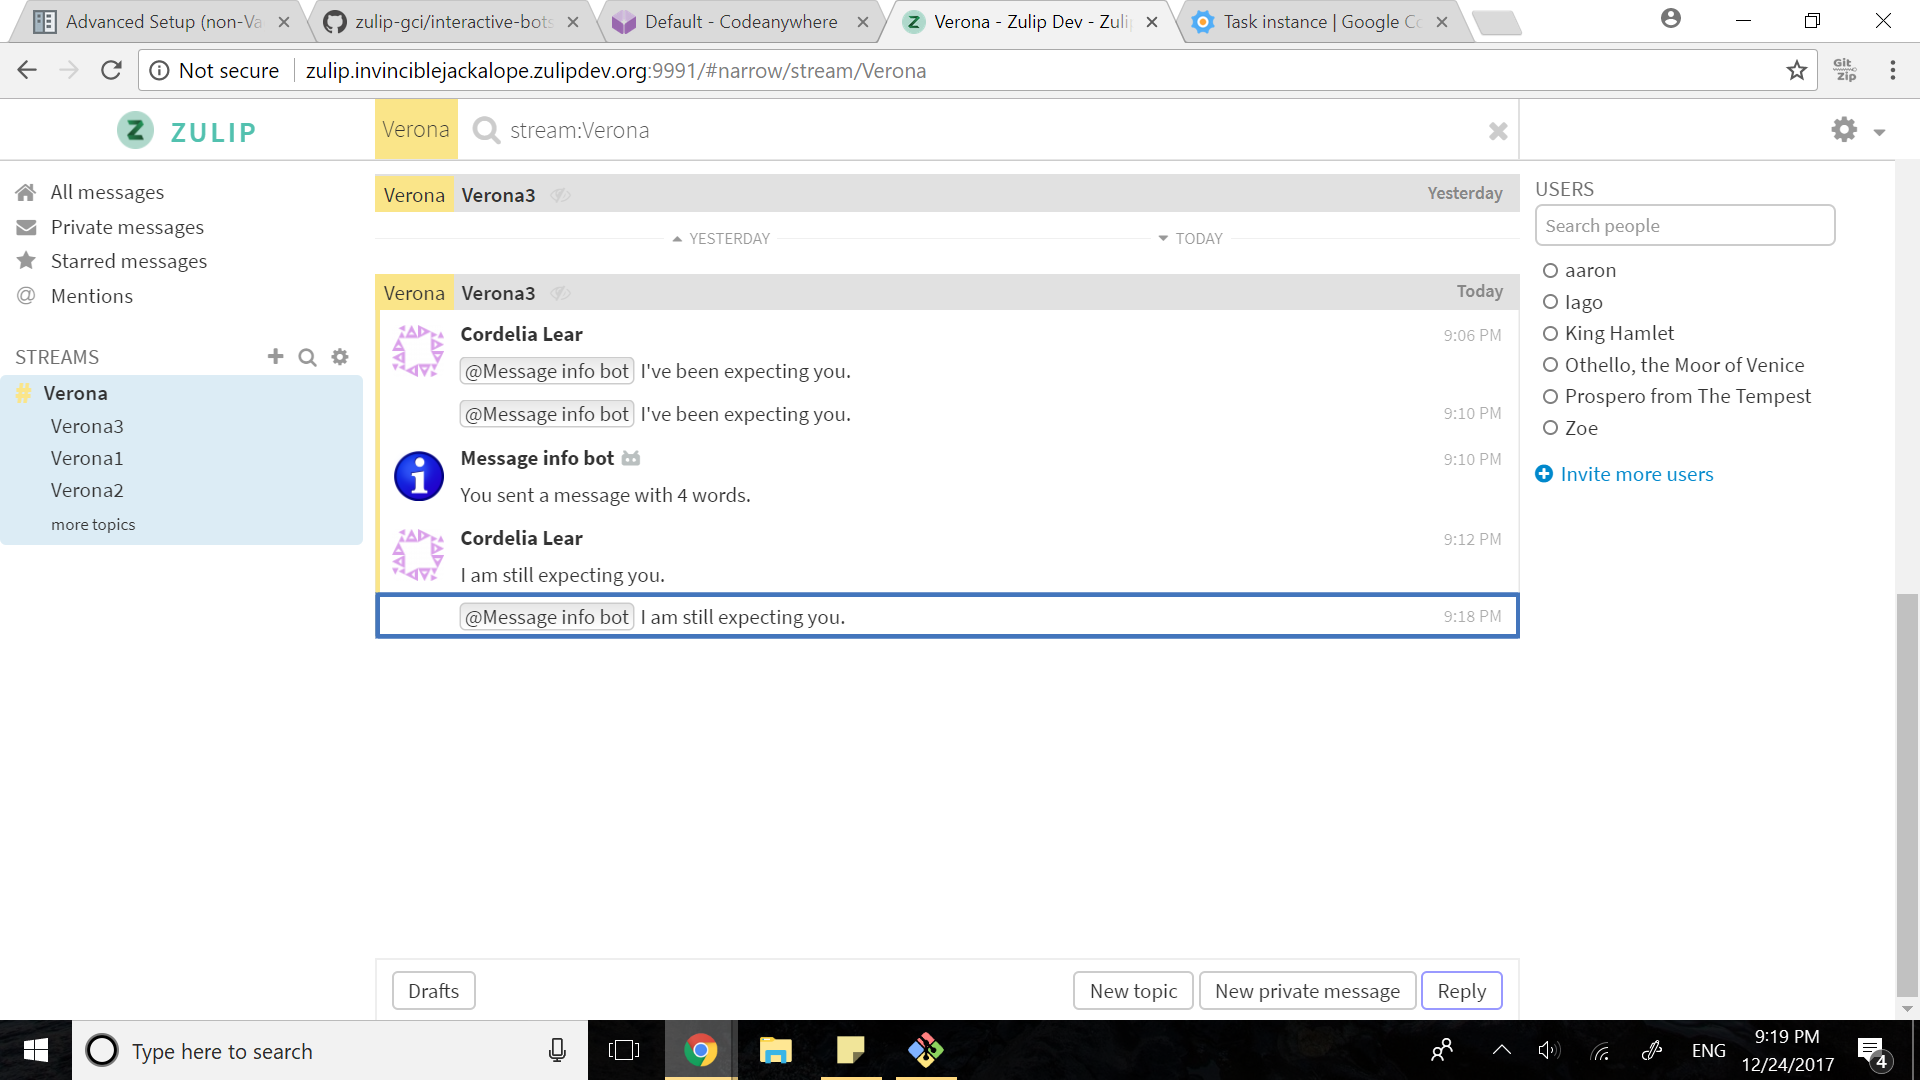 Advanced Setup (non-Va
zulip-gci/interactive-bots
Default - Codeanywhere
Verona - Zulip Dev - Zulip
Task instance | Google Co
Not secure
zulip.invinciblejackalope.zulipdev.org:9991/#narrow/stream/Verona
Git Zip
Z ZULIP
Verona
stream:Verona
All messages
Private messages
Starred messages
@ Mentions
STREAMS
# Verona
Verona3
Verona1
Verona2
more topics
Verona Verona3 Yesterday
YESTERDAY TODAY
Verona Verona3 Today
Cordelia Lear 9:06 PM
@Message info bot I've been expecting you.
@Message info bot I've been expecting you. 9:10 PM
Message info bot 9:10 PM
You sent a message with 4 words.
Cordelia Lear 9:12 PM
I am still expecting you.
@Message info bot I am still expecting you. 9:18 PM
USERS
Search people
aaron
Iago
King Hamlet
Othello, the Moor of Venice
Prospero from The Tempest
Zoe
Invite more users
Drafts
New topic
New private message
Reply
Type here to search
ENG
9:19 PM
12/24/2017
4